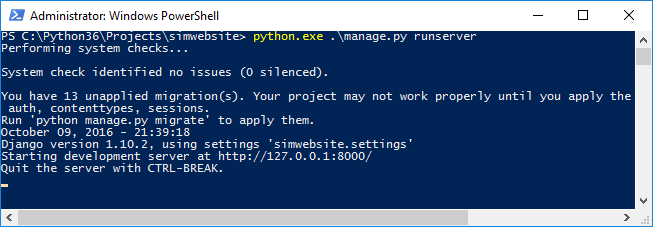 Administrator: Windows PowerShell
PS C:\Python36\Projects\simwebsite> python.exe .\manage.py runserver
Performing system checks...
System check identified no issues (0 silenced).
You have 13 unapplied migration(s). Your project may not work properly until you apply the
auth, contenttypes, sessions.
Run 'python manage.py migrate' to apply them.
October 09, 2016 - 21:39:18
Django version 1.10.2, using settings 'simwebsite.settings'
Starting development server at http://127.0.0.1:8000/
Quit the server with CTRL-BREAK.